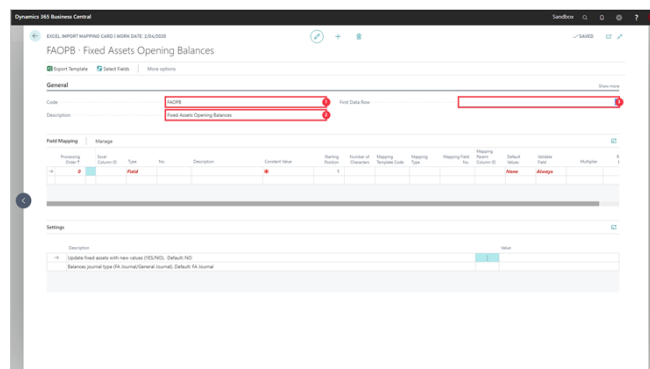 Dynamics 365 Business Central
Sandbox
?
EXCEL IMPORT MAPPING CARD | WORK DATE: 2/04/2020
SAVED
FAOPB · Fixed Assets Opening Balances
Export Template Select Fields More options
General
Show more
Code FAOPB 1 First Data Row
Description Fixed Assets Opening Balances 2
Field Mapping Manage
Processing Order ↑ Excel Column ID Type No. Description Constant Value Starting Position Number of Characters Mapping Template Code Mapping Type Mapping Field No. Mapping Parent Column ID Default Values Validate Field Multiplier
→ 0 Field * 1 None Always
Settings
Description Value
→ Update fixed assets with new values (YES/NO). Default: NO
Balances journal type (FA Journal/General Journal). Default: FA Journal